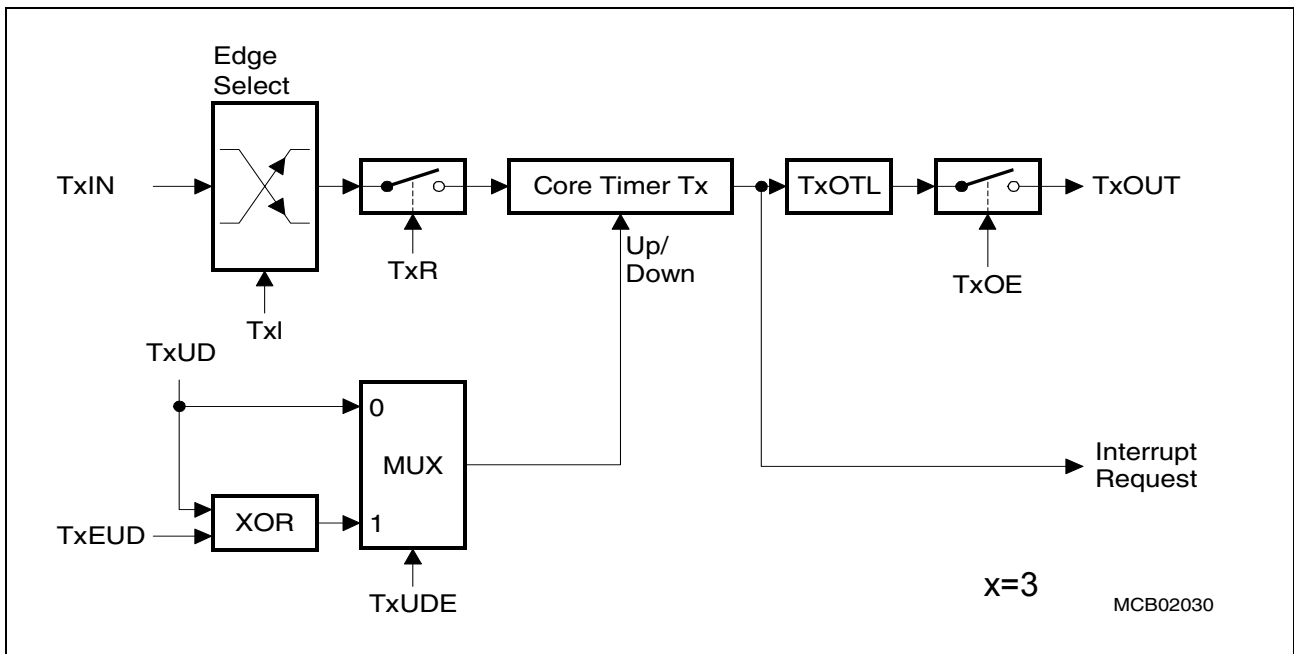 Edge
Select
TxIN
Core Timer Tx
TxOTL
TxOUT
TxR
Up/
Down
TxOE
TxI
TxUD
0
MUX
1
XOR
TxEUD
TxUDE
Interrupt
Request
x=3
MCB02030